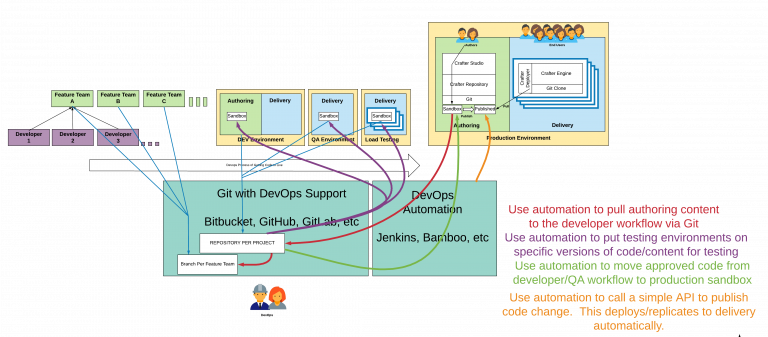 Authors
End-Users
Crafter Studio
Crafter Repository
Git
Sandbox
Published
Publish
Authoring
Crafter Deployer
Crafter Engine
Git Clone
Pull
Delivery
Production Environment
Feature Team
A
Feature Team
B
Feature Team
C
Developer
1
Developer
2
Developer
3
Authoring
Sandbox
Delivery
DEV Environment
Delivery
Sandbox
QA Environment
Delivery
Sandbox
Load Testing
Git with DevOps Support
Bitbucket, GitHub, GitLab, etc
REPOSITORY PER PROJECT
Branch Per Feature Team
DevOps
Automation
Jenkins, Bamboo, etc
DevOps
Use automation to pull authoring content
to the developer workflow via Git
Use automation to put testing environments on
specific versions of code/content for testing
Use automation to move approved code from
developer/QA workflow to production sandbox
Use automation to call a simple API to publish
code change. This deploys/replicates to delivery
automatically.